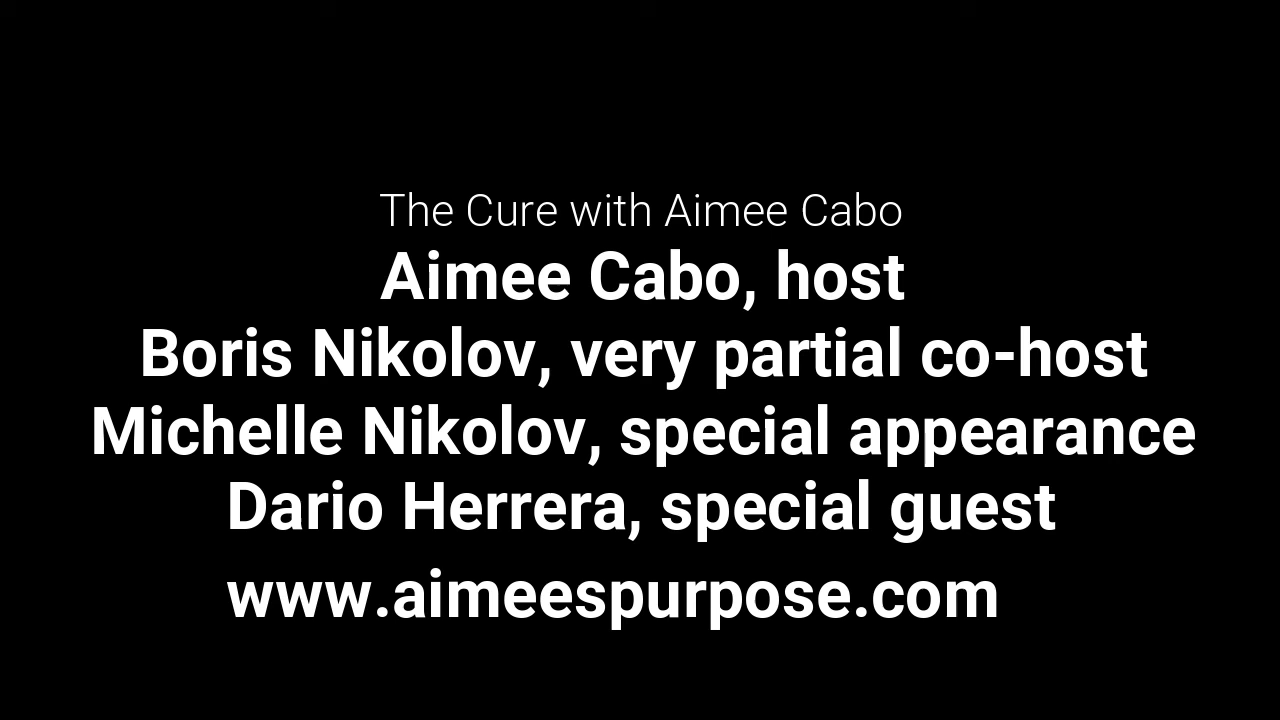 The Cure with Aimee Cabo
Aimee Cabo, host
Boris Nikolov, very partial co-host
Michelle Nikolov, special appearance
Dario Herrera, special guest
www.aimeespurpose.com